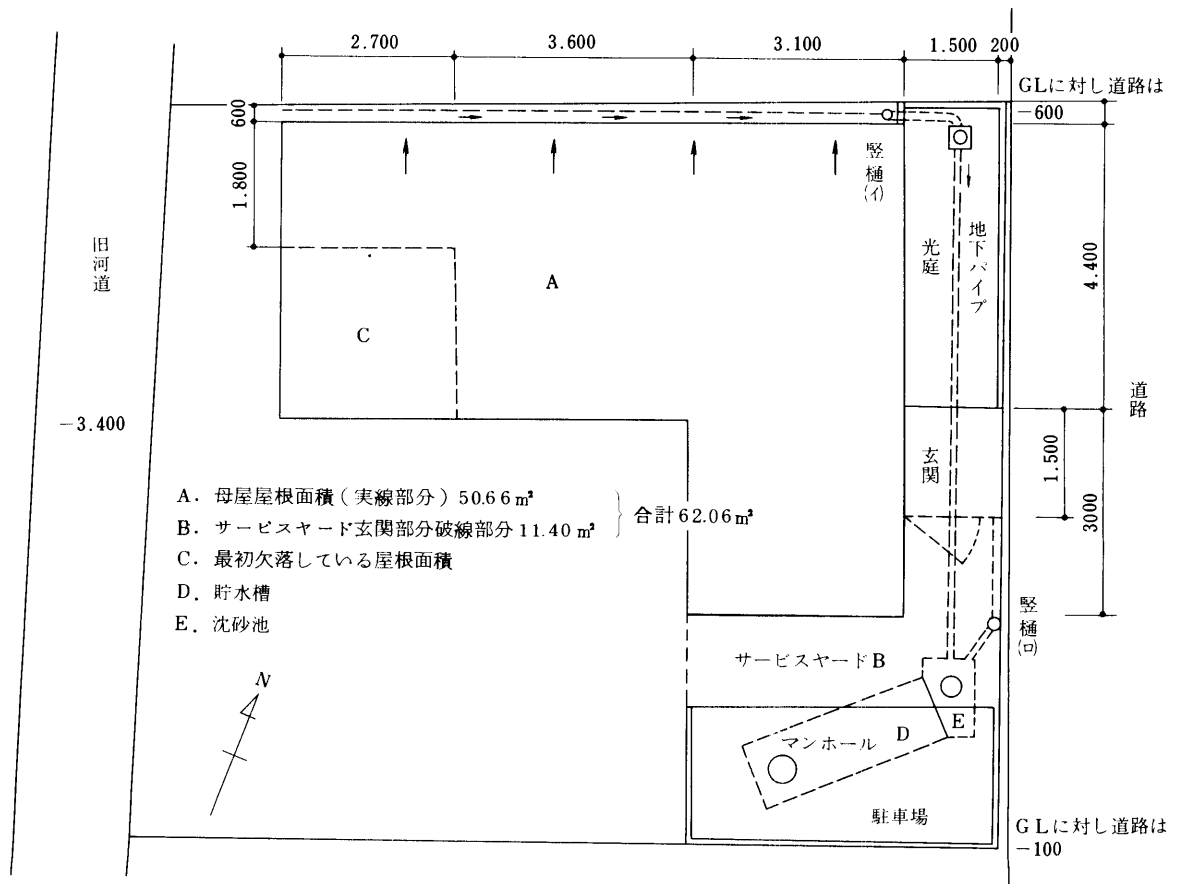 2.700
3.600
3.100
1.500
200
GLに対し道路は
-600
600
1.800
竪樋(イ)
光庭
地下パイプ
4.400
旧河道
A
C
道路
-3.400
玄関
1.500
3000
A. 母屋屋根面積(実線部分)50.66㎡
B. サービスヤード玄関部分破線部分11.40㎡
合計62.06㎡
C. 最初欠落している屋根面積
D. 貯水槽
E. 沈砂池
竪樋(ロ)
サービスヤードB
N
E
マンホール
D
駐車場
GLに対し道路は
-100